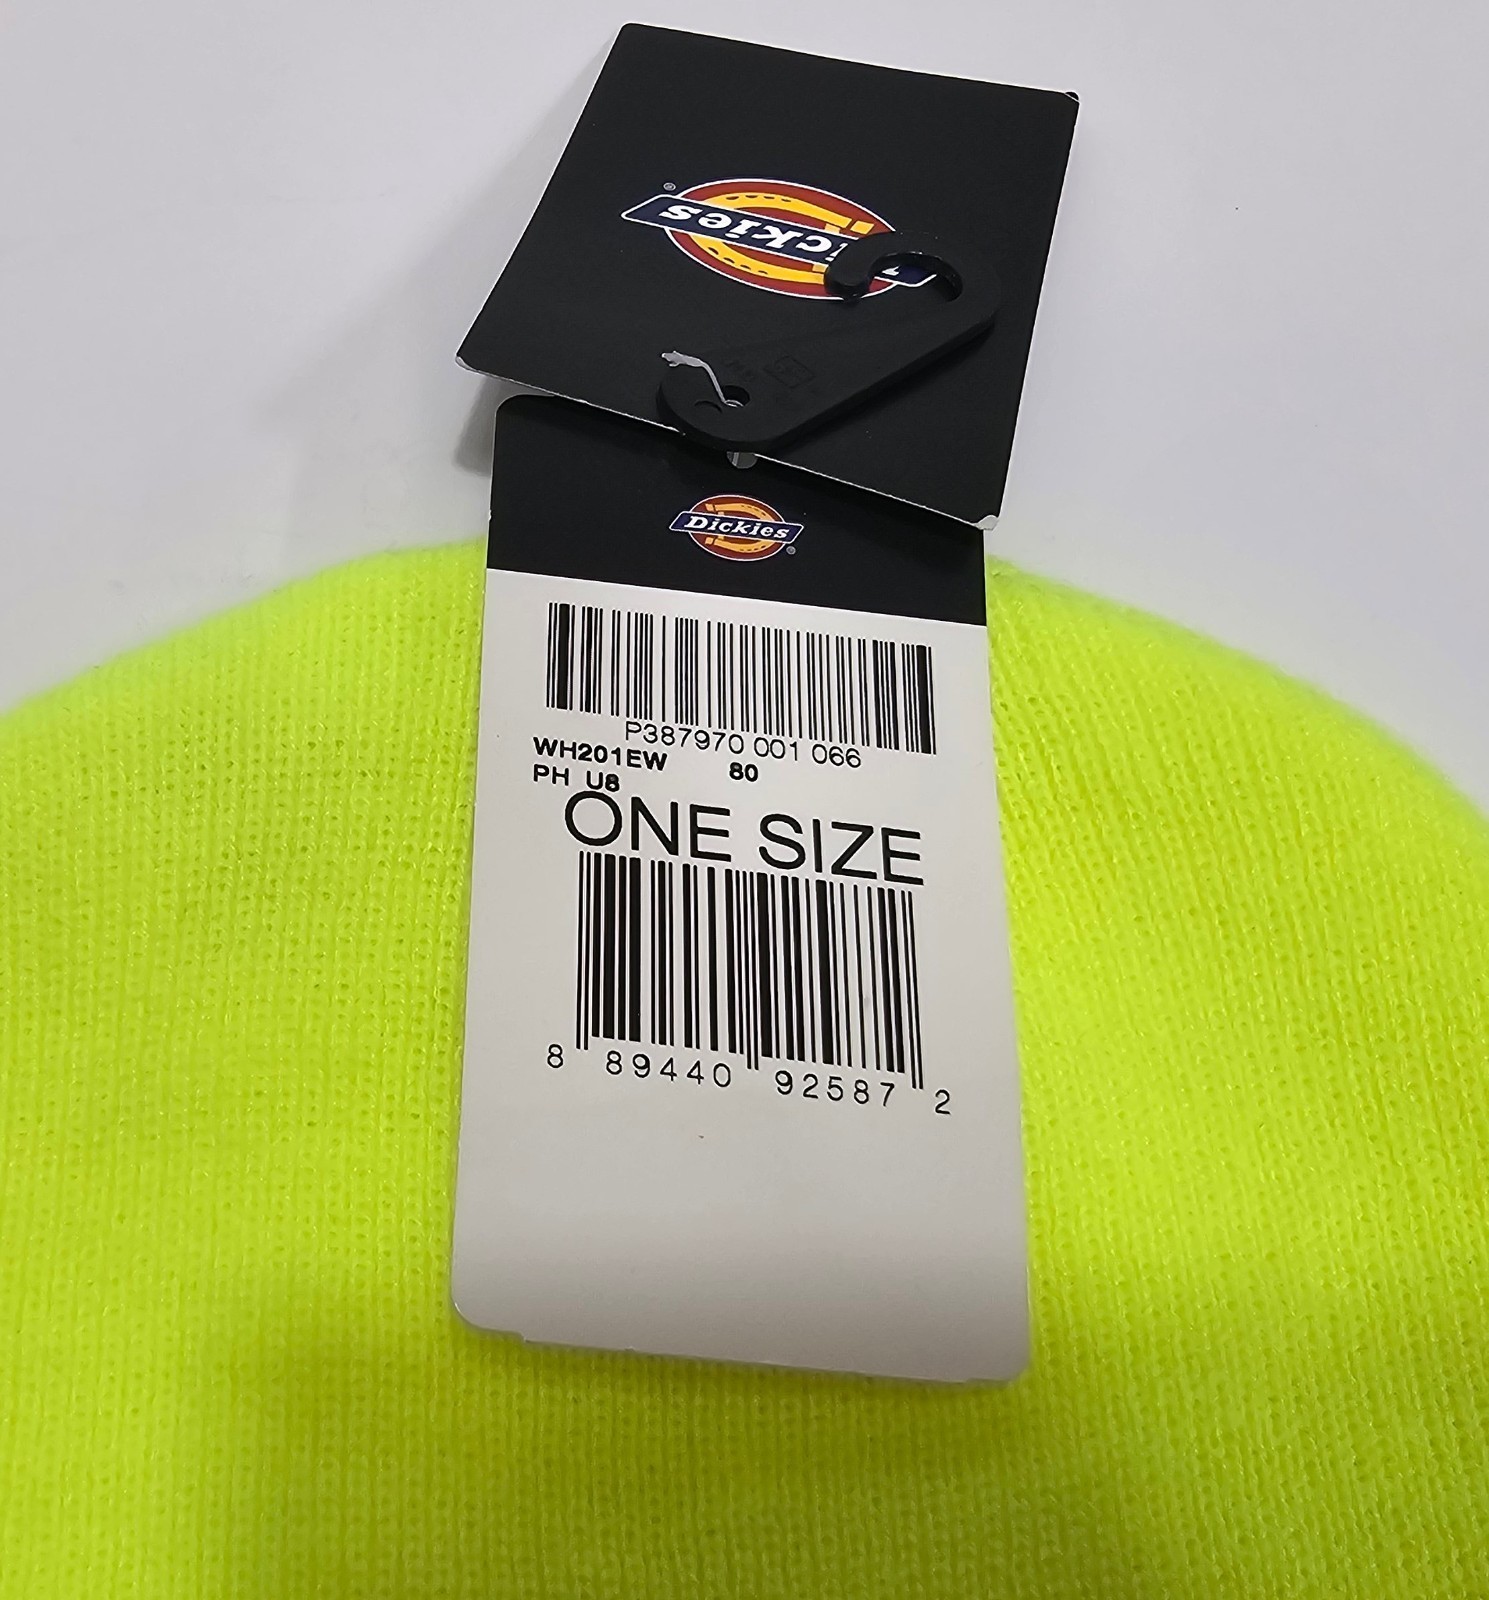 Dickies
Dickies
P387970 001 066
WH201EW 80
PH U8
ONE SIZE
8 89440 92587 2